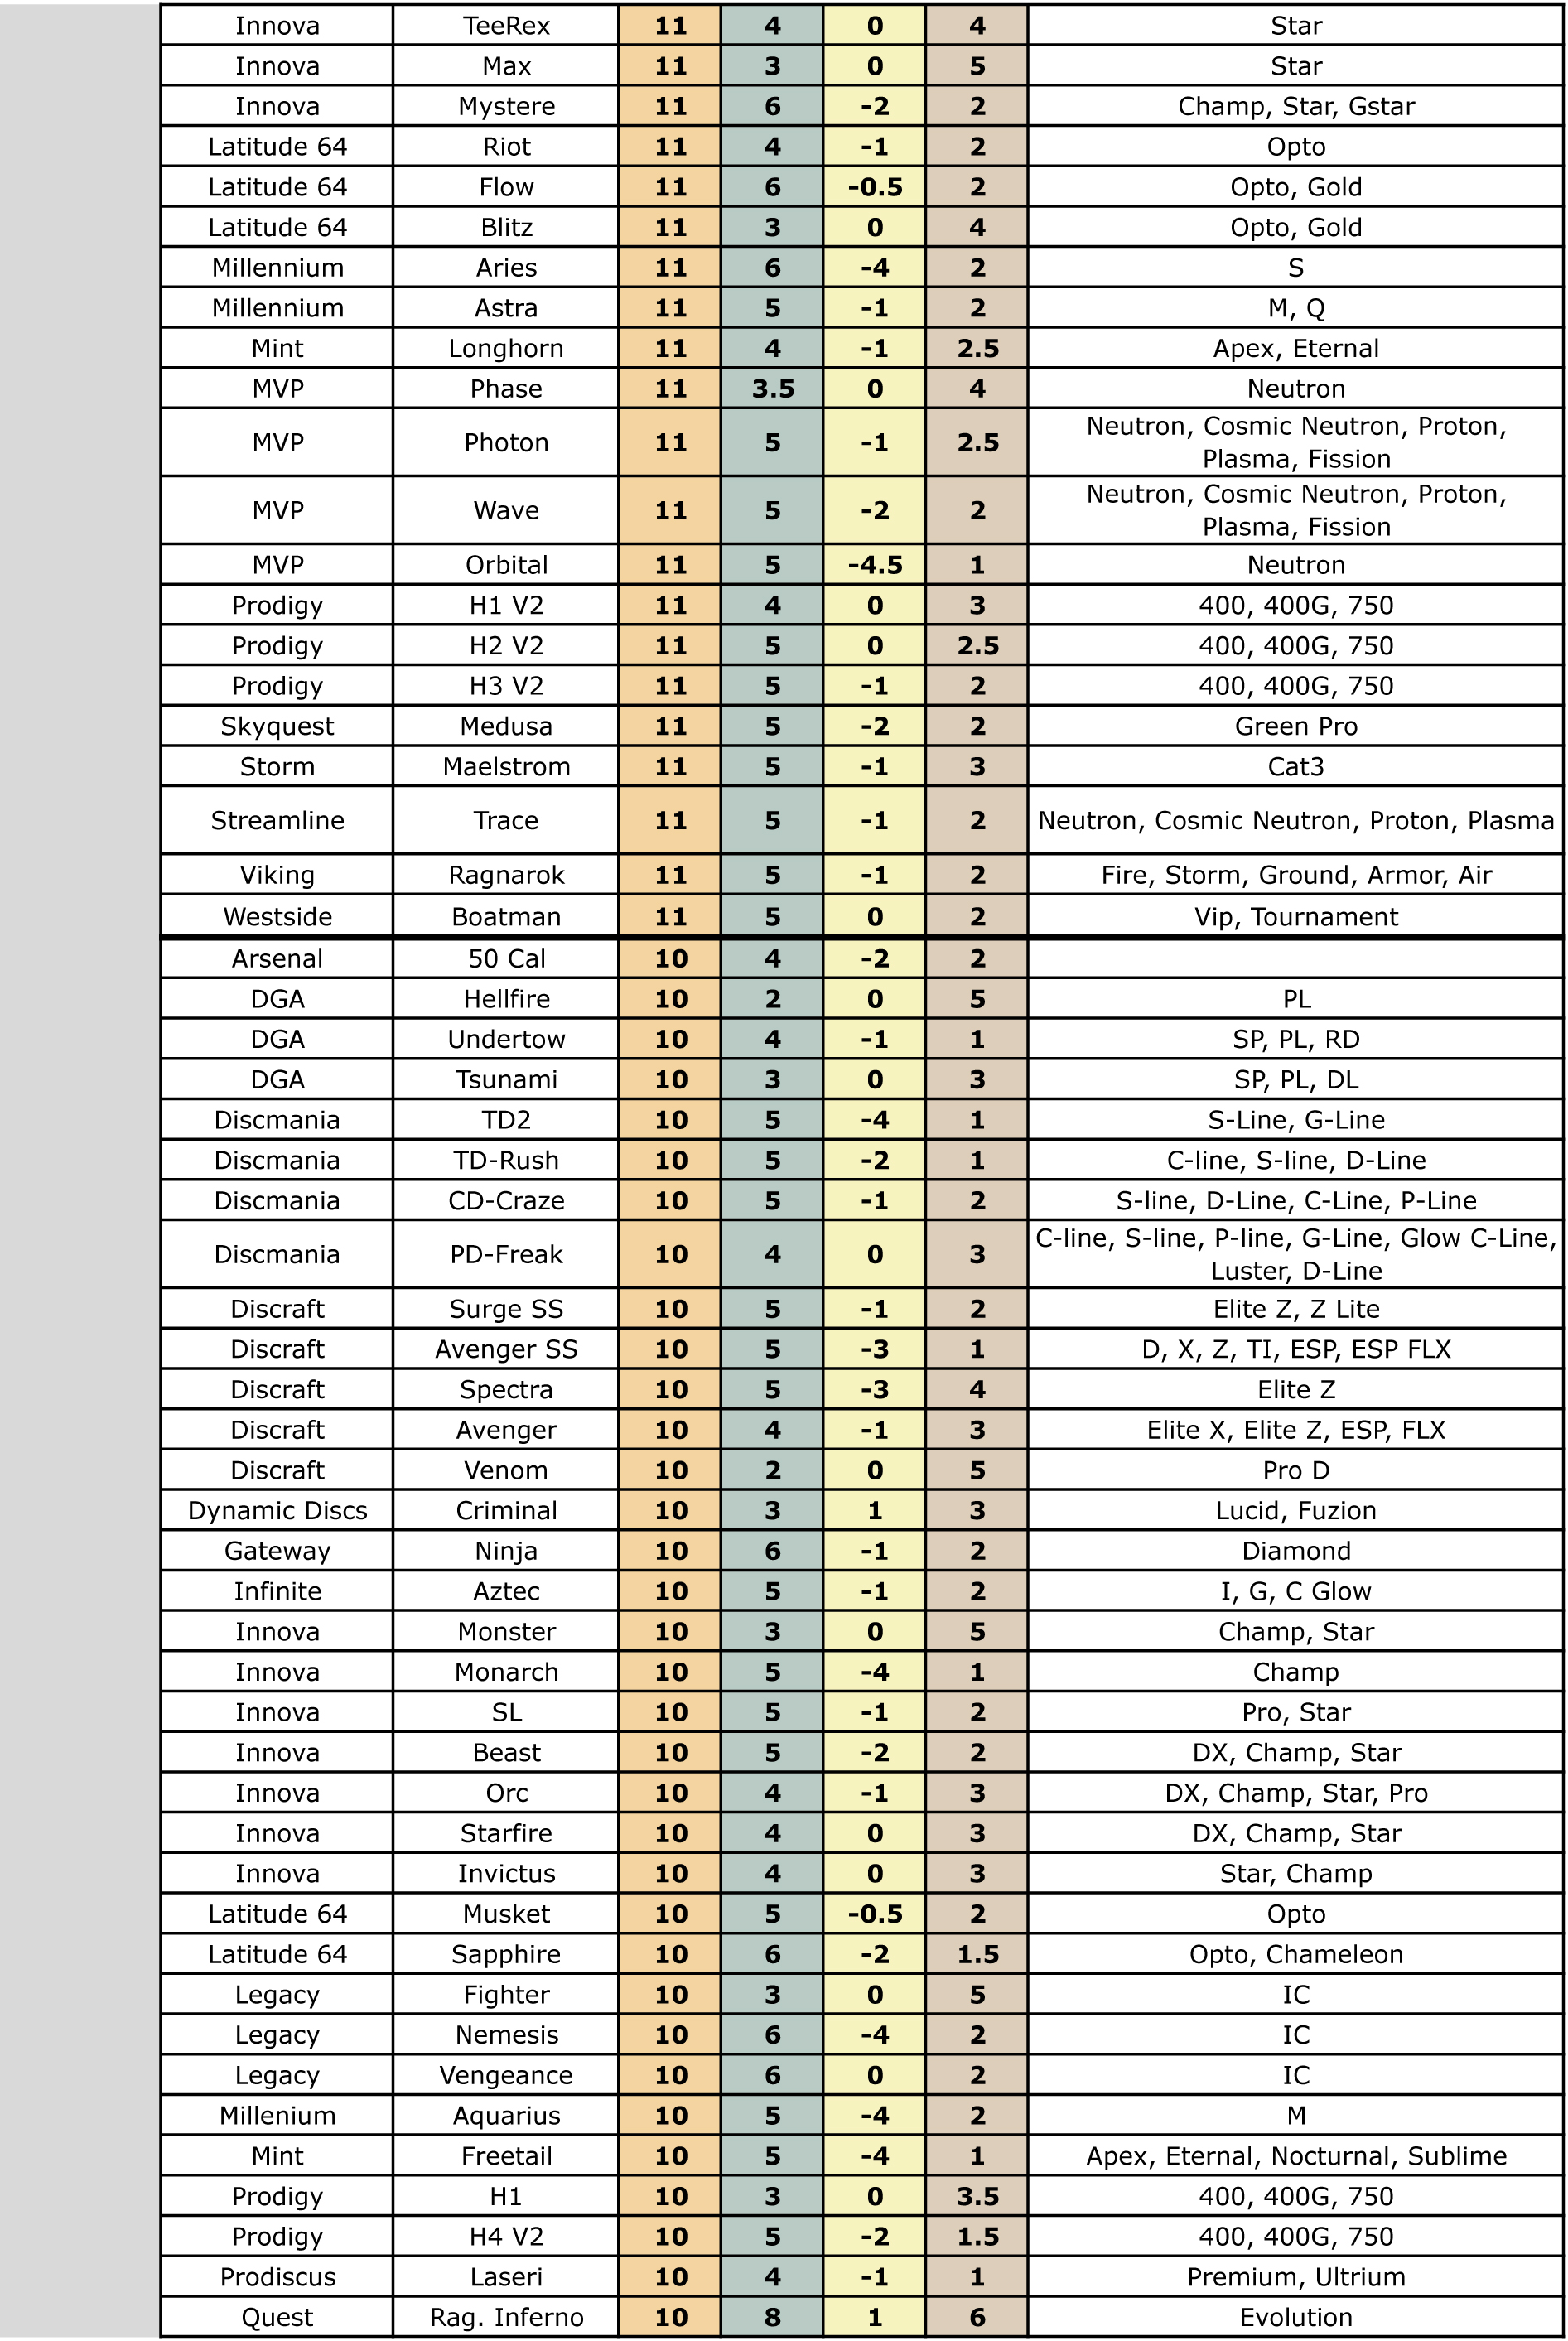 Innova TeeRex 11 4 0 4 Star
Innova Max 11 3 0 5 Star
Innova Mystere 11 6 -2 2 Champ, Star, Gstar
Latitude 64 Riot 11 4 -1 2 Opto
Latitude 64 Flow 11 6 -0.5 2 Opto, Gold
Latitude 64 Blitz 11 3 0 4 Opto, Gold
Millennium Aries 11 6 -4 2 S
Millennium Astra 11 5 -1 2 M, Q
Mint Longhorn 11 4 -1 2.5 Apex, Eternal
MVP Phase 11 3.5 0 4 Neutron
MVP Photon 11 5 -1 2.5 Neutron, Cosmic Neutron, Proton,
Plasma, Fission
MVP Wave 11 5 -2 2 Neutron, Cosmic Neutron, Proton,
Plasma, Fission
MVP Orbital 11 5 -4.5 1 Neutron
Prodigy H1 V2 11 4 0 3 400, 400G, 750
Prodigy H2 V2 11 5 0 2.5 400, 400G, 750
Prodigy H3 V2 11 5 -1 2 400, 400G, 750
Skyquest Medusa 11 5 -2 2 Green Pro
Storm Maelstrom 11 5 -1 3 Cat3
Streamline Trace 11 5 -1 2 Neutron, Cosmic Neutron, Proton, Plasma
Viking Ragnarok 11 5 -1 2 Fire, Storm, Ground, Armor, Air
Westside Boatman 11 5 0 2 Vip, Tournament
Arsenal 50 Cal 10 4 -2 2
DGA Hellfire 10 2 0 5 PL
DGA Undertow 10 4 -1 1 SP, PL, RD
DGA Tsunami 10 3 0 3 SP, PL, DL
Discmania TD2 10 5 -4 1 S-Line, G-Line
Discmania TD-Rush 10 5 -2 1 C-line, S-line, D-Line
Discmania CD-Craze 10 5 -1 2 S-line, D-Line, C-Line, P-Line
Discmania PD-Freak 10 4 0 3 C-line, S-line, P-line, G-Line, Glow C-Line,
Luster, D-Line
Discraft Surge SS 10 5 -1 2 Elite Z, Z Lite
Discraft Avenger SS 10 5 -3 1 D, X, Z, TI, ESP, ESP FLX
Discraft Spectra 10 5 -3 4 Elite Z
Discraft Avenger 10 4 -1 3 Elite X, Elite Z, ESP, FLX
Discraft Venom 10 2 0 5 Pro D
Dynamic Discs Criminal 10 3 1 3 Lucid, Fuzion
Gateway Ninja 10 6 -1 2 Diamond
Infinite Aztec 10 5 -1 2 I, G, C Glow
Innova Monster 10 3 0 5 Champ, Star
Innova Monarch 10 5 -4 1 Champ
Innova SL 10 5 -1 2 Pro, Star
Innova Beast 10 5 -2 2 DX, Champ, Star
Innova Orc 10 4 -1 3 DX, Champ, Star, Pro
Innova Starfire 10 4 0 3 DX, Champ, Star
Innova Invictus 10 4 0 3 Star, Champ
Latitude 64 Musket 10 5 -0.5 2 Opto
Latitude 64 Sapphire 10 6 -2 1.5 Opto, Chameleon
Legacy Fighter 10 3 0 5 IC
Legacy Nemesis 10 6 -4 2 IC
Legacy Vengeance 10 6 0 2 IC
Millenium Aquarius 10 5 -4 2 M
Mint Freetail 10 5 -4 1 Apex, Eternal, Nocturnal, Sublime
Prodigy H1 10 3 0 3.5 400, 400G, 750
Prodigy H4 V2 10 5 -2 1.5 400, 400G, 750
Prodiscus Laseri 10 4 -1 1 Premium, Ultrium
Quest Rag. Inferno 10 8 1 6 Evolution